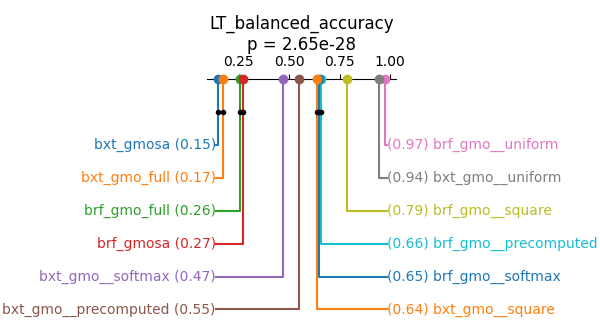 LT_balanced_accuracy
p = 2.65e-28
0.25 0.50 0.75 1.00
bxt_gmosa (0.15)
(0.97) brf_gmo__uniform
bxt_gmo_full (0.17)
(0.94) bxt_gmo__uniform
brf_gmo_full (0.26)
(0.79) brf_gmo__square
brf_gmosa (0.27)
(0.66) brf_gmo__precomputed
bxt_gmo__softmax (0.47)
(0.65) brf_gmo__softmax
bxt_gmo__precomputed (0.55)
(0.64) bxt_gmo__square